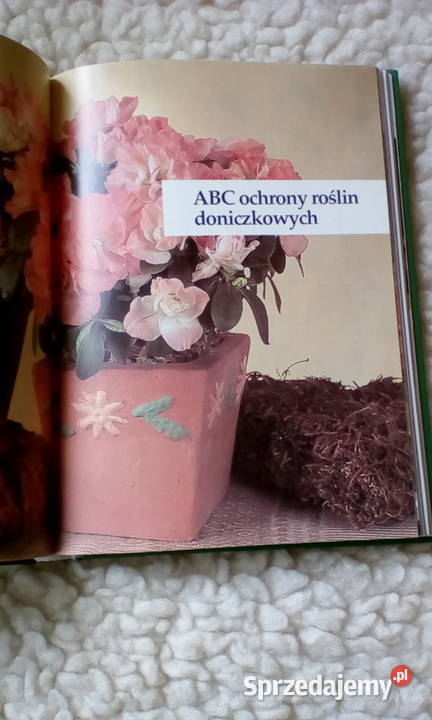 ABC ochrony roślin
doniczkowych
Sprzedajemy.pl